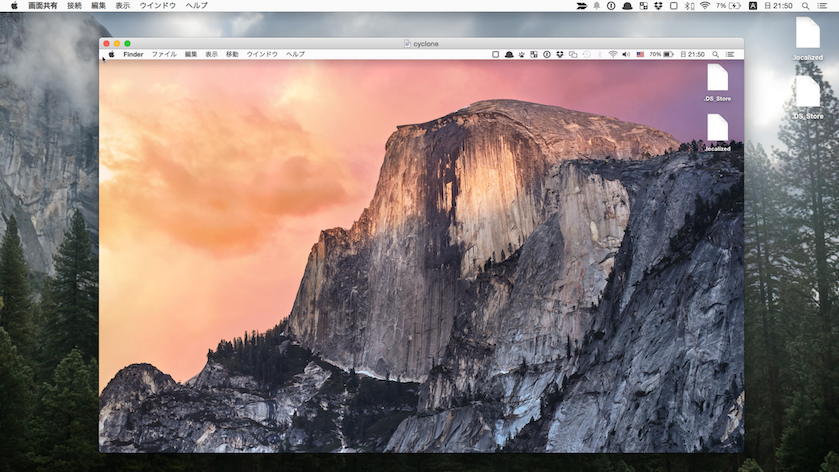 画面共有 接続 編集 表示 ウインドウ ヘルプ 7% A 日 21:50
cyclone
Finder ファイル 編集 表示 移動 ウインドウ ヘルプ 70% 日 21:50
.localized
.DS_Store
.DS_Store
.localized